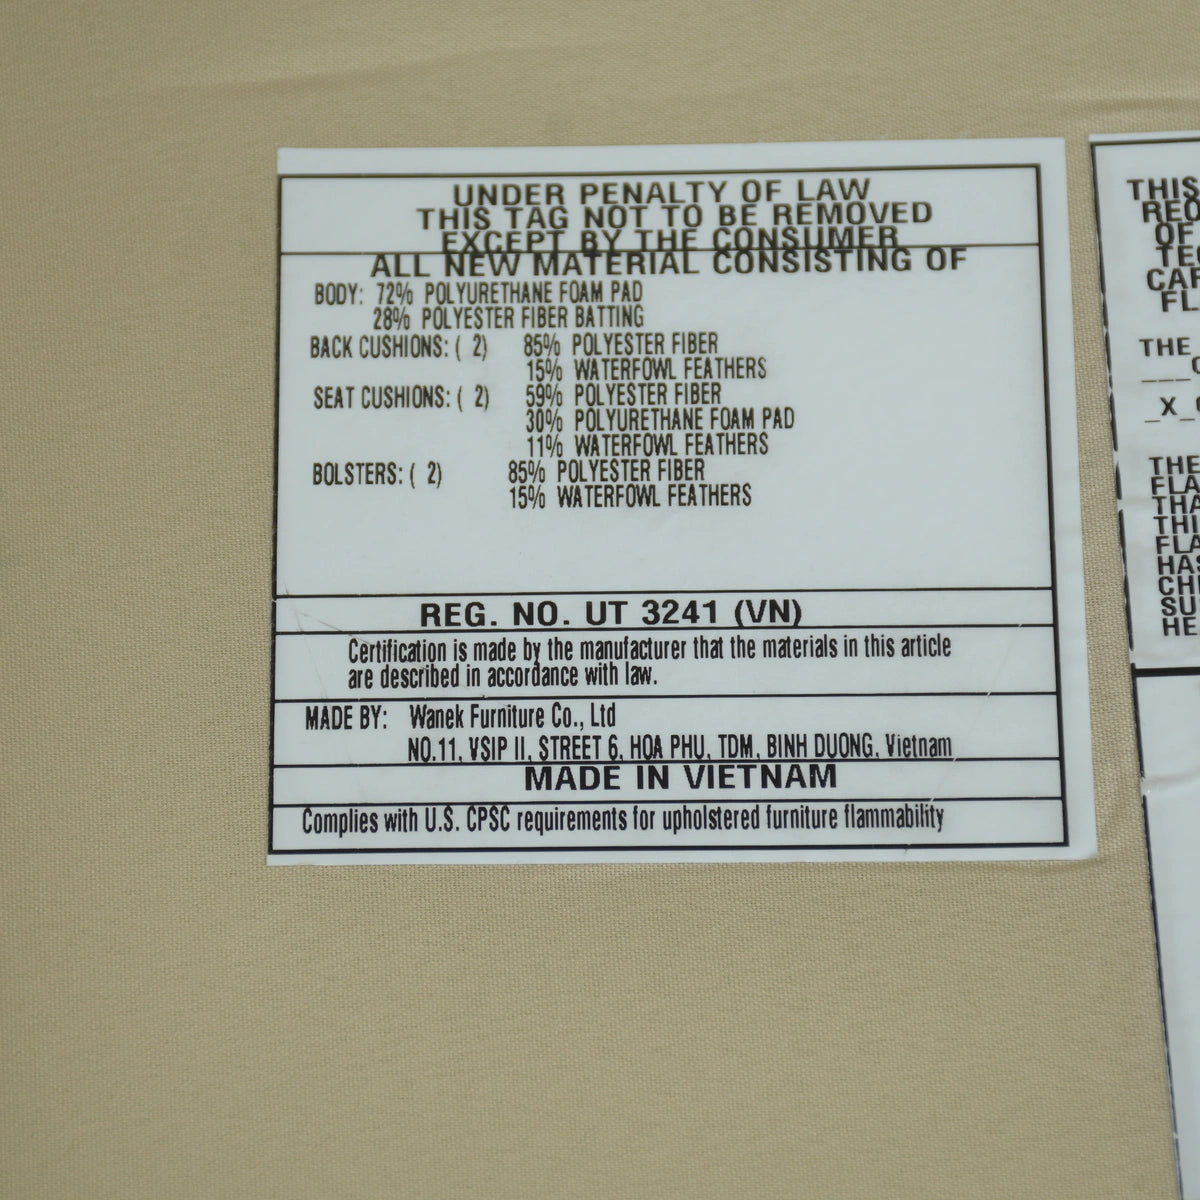 UNDER PENALTY OF LAW
THIS TAG NOT TO BE REMOVED
EXCEPT BY THE CONSUMER
ALL NEW MATERIAL CONSISTING OF
BODY: 72% POLYURETHANE FOAM PAD
28% POLYESTER FIBER BATTING
BACK CUSHIONS: ( 2) 85% POLYESTER FIBER
15% WATERFOWL FEATHERS
SEAT CUSHIONS: ( 2) 59% POLYESTER FIBER
30% POLYURETHANE FOAM PAD
11% WATERFOWL FEATHERS
BOLSTERS: ( 2) 85% POLYESTER FIBER
15% WATERFOWL FEATHERS
REG. NO. UT 3241 (VN)
Certification is made by the manufacturer that the materials in this article
are described in accordance with law.
MADE BY: Wanek Furniture Co., Ltd
NO.11, VSIP II, STREET 6, HOA PHU, TDM, BINH DUONG, Vietnam
MADE IN VIETNAM
Complies with U.S. CPSC requirements for upholstered furniture flammability
THIS
OF
THE
_X_
THE